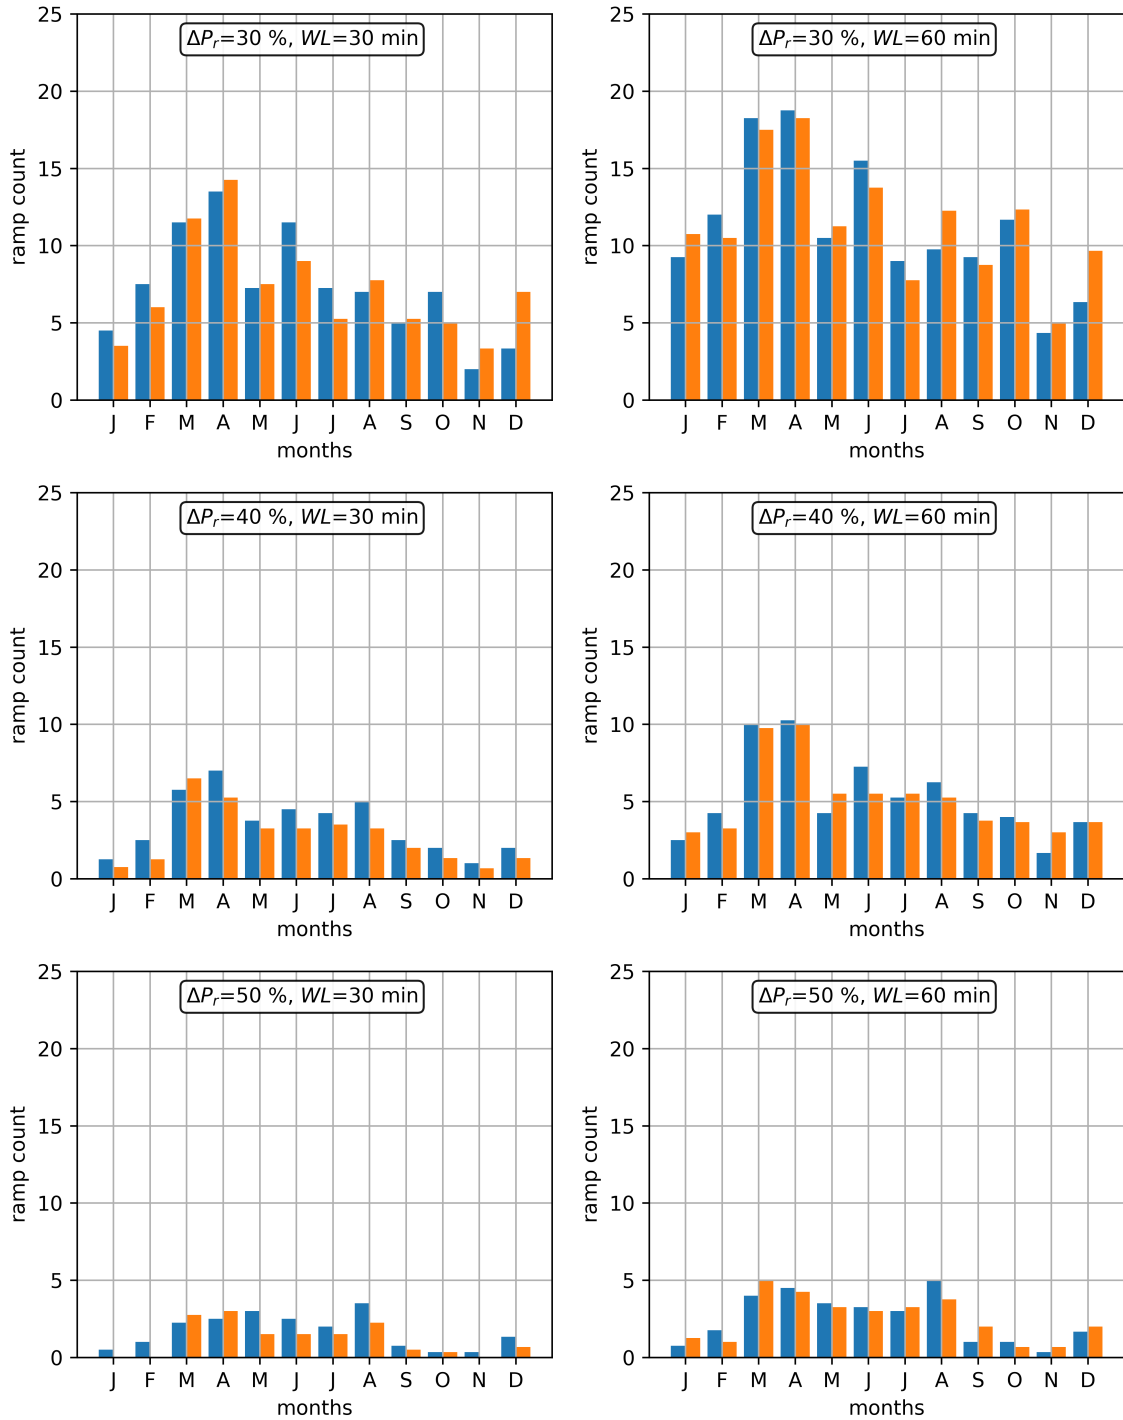 ΔPr=30 %, WL=30 min
25
20
15
10
5
0
ramp count
J F M A M J J A S O N D
months
ΔPr=30 %, WL=60 min
25
20
15
10
5
0
ramp count
J F M A M J J A S O N D
months
ΔPr=40 %, WL=30 min
25
20
15
10
5
0
ramp count
J F M A M J J A S O N D
months
ΔPr=40 %, WL=60 min
25
20
15
10
5
0
ramp count
J F M A M J J A S O N D
months
ΔPr=50 %, WL=30 min
25
20
15
10
5
0
ramp count
J F M A M J J A S O N D
months
ΔPr=50 %, WL=60 min
25
20
15
10
5
0
ramp count
J F M A M J J A S O N D
months